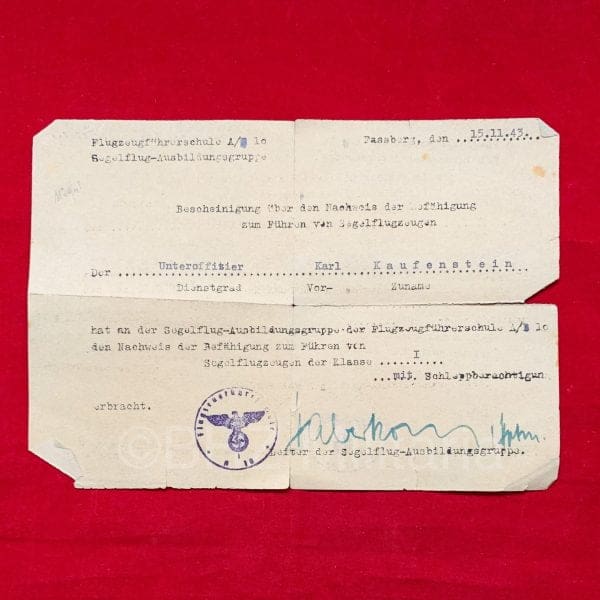 Flugzeugführerschule A/B 10 Fassberg, den 15.11.43.
Segelflug-Ausbildungsgruppe
Bescheinigung über den Nachweis der Befähigung
zum Führen von Segelflugzeugen
Der Unteroffizier Karl Kaufenstein
Dienstgrad Vor- Zuname
hat an der Segelflug-Ausbildungsgruppe der Flugzeugführerschule A/B 10
den Nachweis der Befähigung zum Führen von
Segelflugzeugen der Klasse I
mit Schleppberechtigun
erbracht.
Hptm.
Leiter der Segelflug-Ausbildungsgruppe.